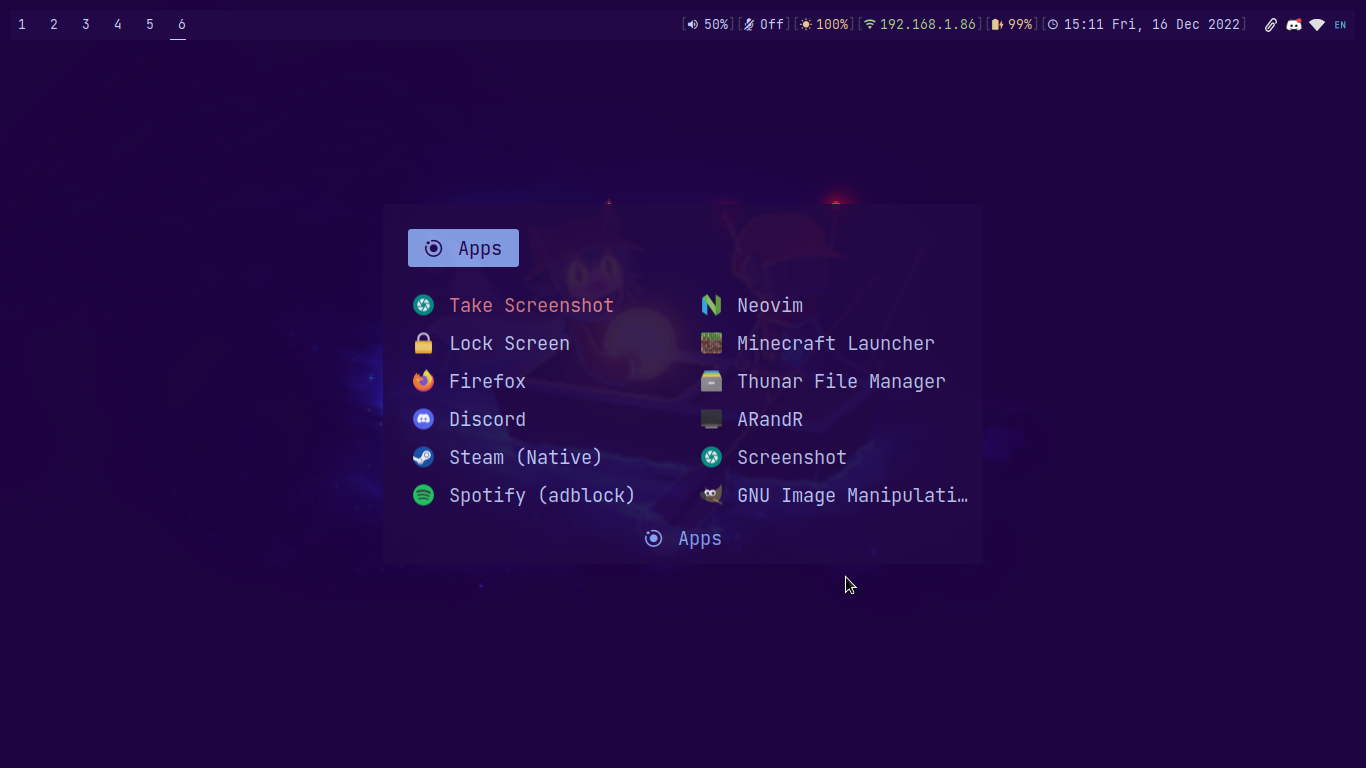 1 2 3 4 5 6 [ 50%][ Off][ 100%][ 192.168.1.86][ 99%][ 15:11 Fri, 16 Dec 2022] EN
Apps
Take Screenshot
Lock Screen
Firefox
Discord
Steam (Native)
Spotify (adblock)
Neovim
Minecraft Launcher
Thunar File Manager
ARandR
Screenshot
GNU Image Manipulati…
Apps